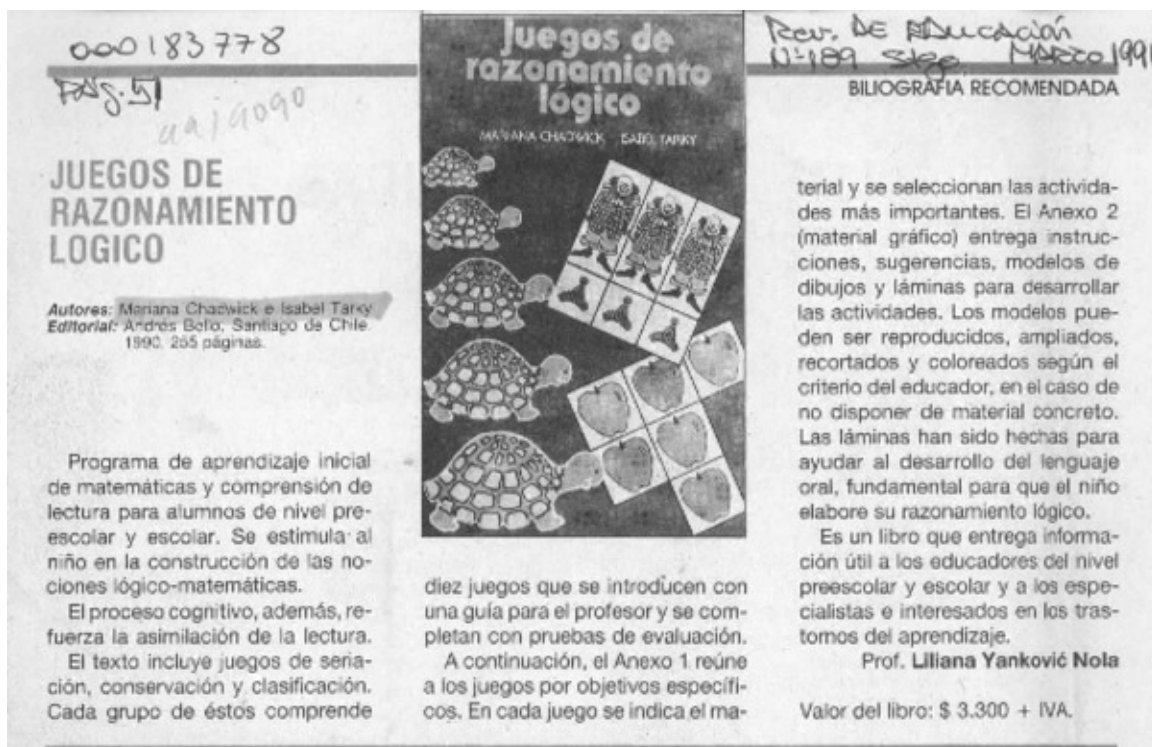 000183778
Pág. 51
JUEGOS DE
RAZONAMIENTO
LOGICO
Autores: Mariana Chadwick e Isabel Tarky
Editorial: Andrés Bello. Santiago de Chile.
1990. 255 páginas.
Programa de aprendizaje inicial
de matemáticas y comprensión de
lectura para alumnos de nivel pre-
escolar y escolar. Se estimula al
niño en la construcción de las no-
ciones lógico-matemáticas.
El proceso cognitivo, además, re-
fuerza la asimilación de la lectura.
El texto incluye juegos de seria-
ción, conservación y clasificación.
Cada grupo de éstos comprende
Juegos de
razonamiento
lógico
MARIANA CHADWICK ISABEL TARKY
diez juegos que se introducen con
una guía para el profesor y se com-
pletan con pruebas de evaluación.
A continuación, el Anexo 1 reúne
a los juegos por objetivos específi-
cos. En cada juego se indica el ma-
Rev. DE EDUCACIÓN
Nº 189 Stgo. MARZO 1991
BILIOGRAFIA RECOMENDADA
terial y se seleccionan las activida-
des más importantes. El Anexo 2
(material gráfico) entrega instruc-
ciones, sugerencias, modelos de
dibujos y láminas para desarrollar
las actividades. Los modelos pue-
den ser reproducidos, ampliados,
recortados y coloreados según el
criterio del educador, en el caso de
no disponer de material concreto.
Las láminas han sido hechas para
ayudar al desarrollo del lenguaje
oral, fundamental para que el niño
elabore su razonamiento lógico.
Es un libro que entrega informa-
ción útil a los educadores del nivel
preescolar y escolar y a los espe-
cialistas e interesados en los tras-
tornos del aprendizaje.
Prof. Liliana Yanković Nola
Valor del libro: $ 3.300 + IVA.